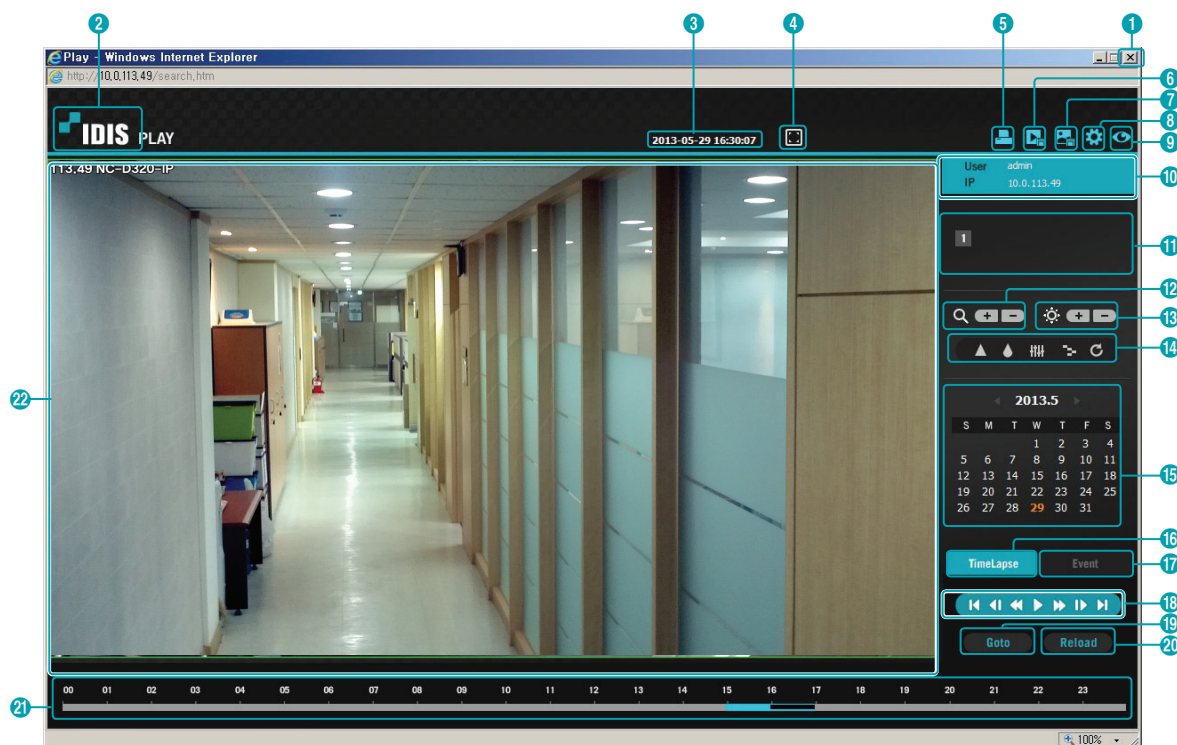 2
3
4
5
1
Play - Windows Internet Explorer
http://10.0.113.49/search.htm
6
7
8
9
IDIS PLAY
2013-05-29 16:30:07
113.49 NC-D320-IP
User admin
IP 10.0.113.49
10
1
11
12
13
14
2013.5
S M T W T F S
1 2 3 4
5 6 7 8 9 10 11
12 13 14 15 16 17 18
19 20 21 22 23 24 25
26 27 28 29 30 31
15
22
16
TimeLapse Event
17
18
19
Goto Reload
20
00 01 02 03 04 05 06 07 08 09 10 11 12 13 14 15 16 17 18 19 20 21 22 23
21
100%